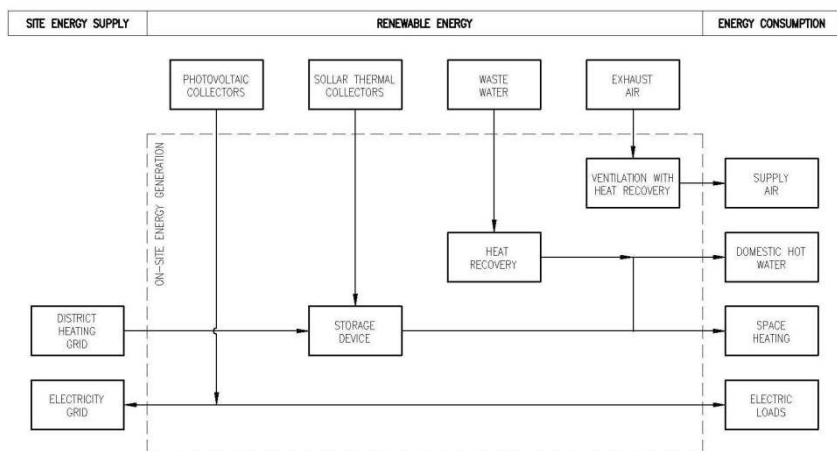 SITE ENERGY SUPPLY
RENEWABLE ENERGY
ENERGY CONSUMPTION
PHOTOVOLTAIC
COLLECTORS
SOLLAR THERMAL
COLLECTORS
WASTE
WATER
EXHAUST
AIR
ON-SITE ENERGY GENERATION
VENTILATION WITH
HEAT RECOVERY
SUPPLY
AIR
HEAT
RECOVERY
DOMESTIC HOT
WATER
DISTRICT
HEATING
GRID
STORAGE
DEVICE
SPACE
HEATING
ELECTRICITY
GRID
ELECTRIC
LOADS